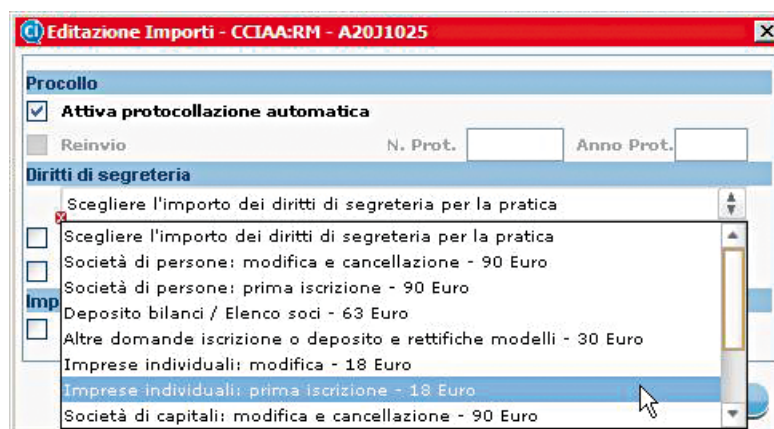 Editazione Importi - CCIAA:RM - A20J1025
Procollo
Attiva protocollazione automatica
Reinvio N. Prot. Anno Prot.
Diritti di segreteria
Scegliere l'importo dei diritti di segreteria per la pratica
Scegliere l'importo dei diritti di segreteria per la pratica
Società di persone: modifica e cancellazione - 90 Euro
Società di persone: prima iscrizione - 90 Euro
Imp
Deposito bilanci / Elenco soci - 63 Euro
Altre domande iscrizione o deposito e rettifiche modelli - 30 Euro
Imprese individuali: modifica - 18 Euro
Imprese individuali: prima iscrizione - 18 Euro
Società di capitali: modifica e cancellazione - 90 Euro